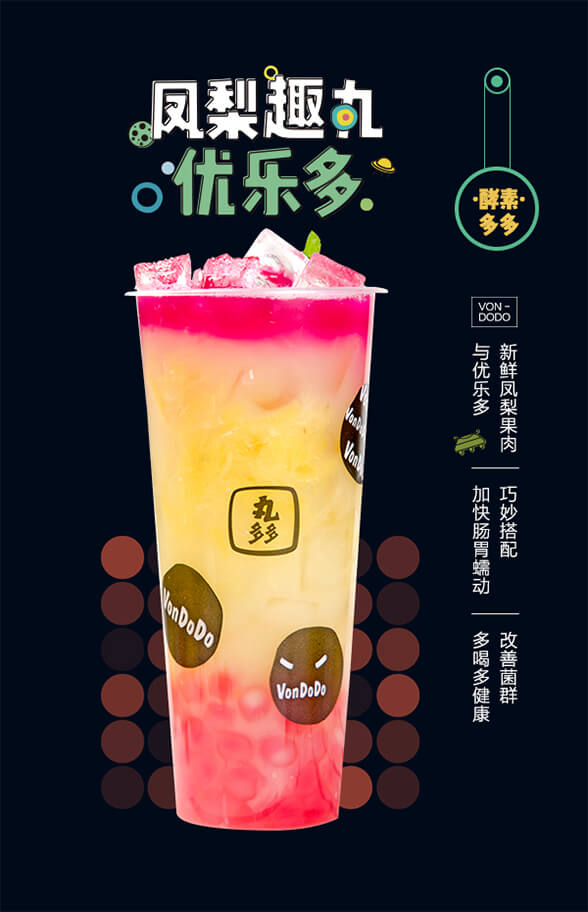 凤梨趣丸
优乐多
酵素
多多
VON-
DODO
新鲜凤梨果肉
与优乐多
巧妙搭配
加快肠胃蠕动
改善菌群
多喝多健康
VonDoDo
VonDoDo
丸
多多
VonDoDo
VonDoDo